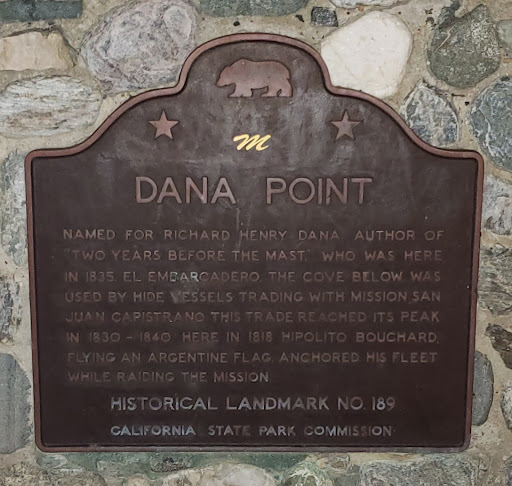 M
DANA POINT
NAMED FOR RICHARD HENRY DANA AUTHOR OF
"TWO YEARS BEFORE THE MAST," WHO WAS HERE
IN 1835. EL EMBARCADERO, THE COVE BELOW, WAS
USED BY HIDE VESSELS TRADING WITH MISSION SAN
JUAN CAPISTRANO. THIS TRADE REACHED ITS PEAK
IN 1830-1840. HERE IN 1818 HIPOLITO BOUCHARD,
FLYING AN ARGENTINE FLAG, ANCHORED HIS FLEET
WHILE RAIDING THE MISSION.
HISTORICAL LANDMARK NO. 189
CALIFORNIA STATE PARK COMMISSION